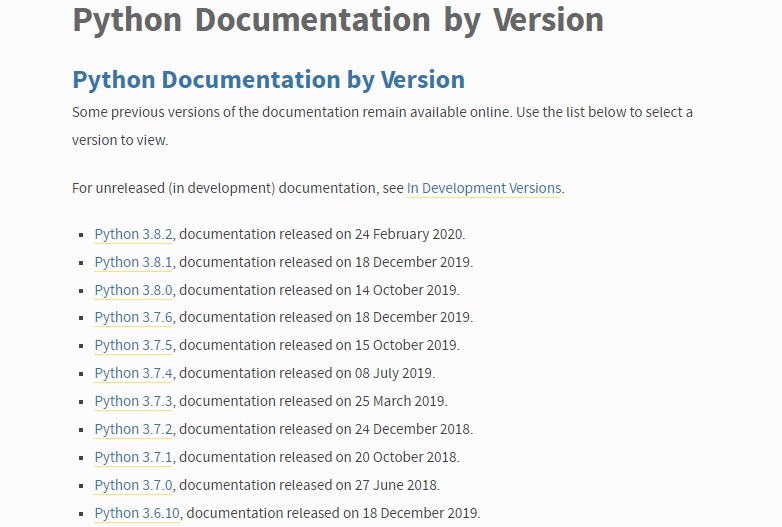 Python Documentation by Version
Python Documentation by Version
Some previous versions of the documentation remain available online. Use the list below to select a
version to view.
For unreleased (in development) documentation, see In Development Versions.
Python 3.8.2, documentation released on 24 February 2020.
Python 3.8.1, documentation released on 18 December 2019.
Python 3.8.0, documentation released on 14 October 2019.
Python 3.7.6, documentation released on 18 December 2019.
Python 3.7.5, documentation released on 15 October 2019.
Python 3.7.4, documentation released on 08 July 2019.
Python 3.7.3, documentation released on 25 March 2019.
Python 3.7.2, documentation released on 24 December 2018.
Python 3.7.1, documentation released on 20 October 2018.
Python 3.7.0, documentation released on 27 June 2018.
Python 3.6.10, documentation released on 18 December 2019.